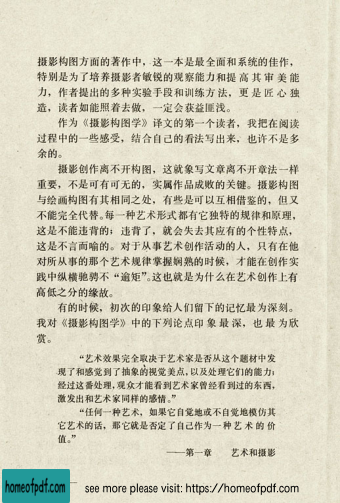 摄影构图方面的著作中，这一本是最全面和系统的佳作，
特别是为了培养摄影者敏锐的观察能力和提高其审美能
力，作者提出的多种实验手段和训练方法，更是匠心独
造，读者如能照着去做，一定会获益匪浅。
作为《摄影构图学》译文的第一个读者，我把在阅读
过程中的一些感受，结合自己的看法写出来，也许不是多
余的。
摄影创作离不开构图，这就象写文章离不开章法一样
重要，不是可有可无的，实属作品成败的关键。摄影构图
与绘画构图有其相同之处，有些是可以互相借鉴的，但又
不能完全代替。每一种艺术形式都有它独特的规律和原理，
这是不能违背的；违背了，就会失去其应有的个性特点，
这是不言而喻的。对于从事艺术创作活动的人，只有在他
对所从事的那个艺术规律掌握娴熟的时候，才能在创作实
践中纵横驰骋不“逾矩”。这也就是为什么在艺术创作上有
高低之分的缘故。
有的时候，初次的印象给人们留下的记忆最为深刻。
我对《摄影构图学》中的下列论点印象最深，也最为欣
赏。
“艺术效果完全取决于艺术家是否从这个题材中发
现了和感觉到了抽象的视觉美点，以及处理它们的能力；
经过这番处理，观众才能看到艺术家曾经看到过的东西，
激发出和艺术家同样的感情。”
“任何一种艺术，如果它自觉地或不自觉地模仿其
它艺术的话，那它就是否定了自己作为一种艺术的价
值。”
——第一章 艺术和摄影
homeofpdf.com
see more please visit: https://homeofpdf.com